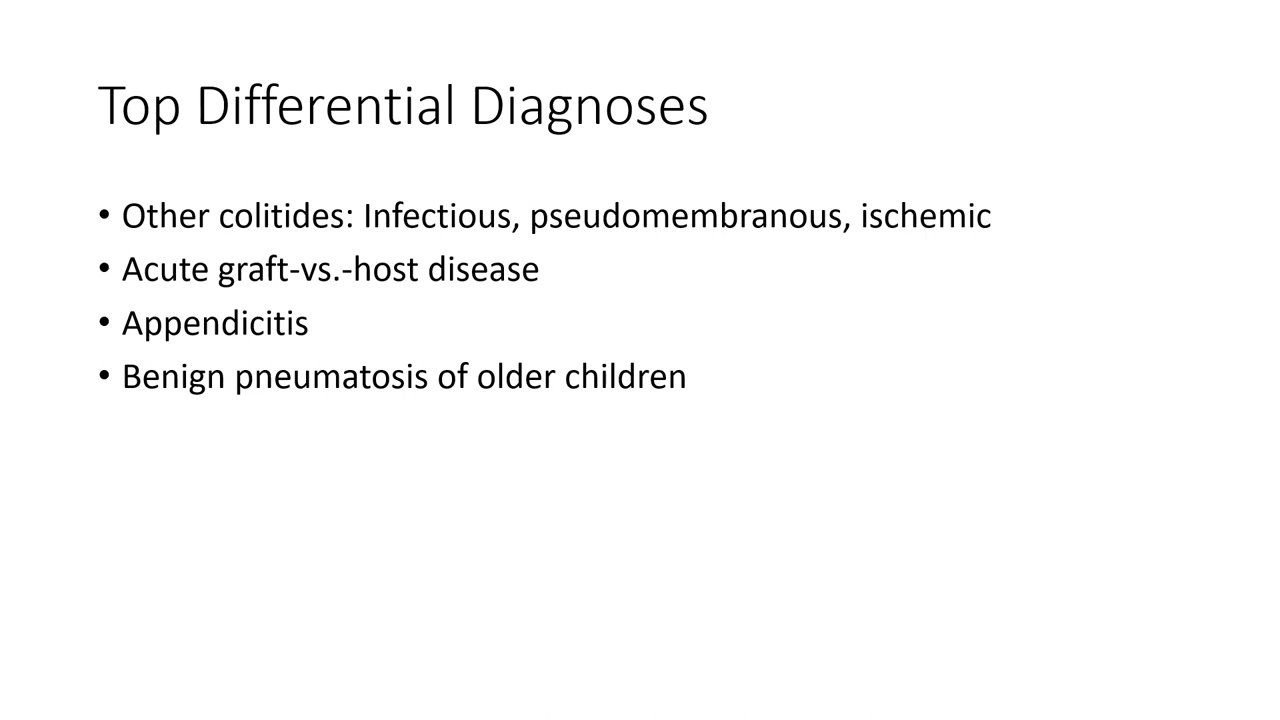 Top Differential Diagnoses
• Other colitides: Infectious, pseudomembranous, ischemic
• Acute graft-vs.-host disease
• Appendicitis
• Benign pneumatosis of older children